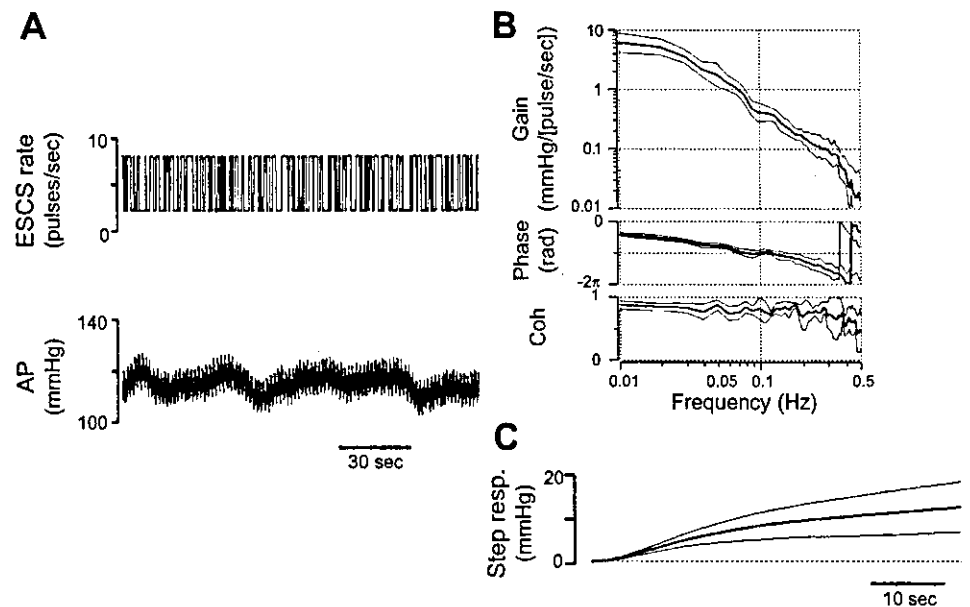 A
10
ESCS rate
(pulses/sec)
0
140
AP
(mmHg)
100
30 sec
B
10
1
0.1
0.01
Gain
(mmHg/[pulse/sec])
0
Phase
(rad)
-2π
1
Coh
0
0.01
0.05
0.1
0.5
Frequency (Hz)
C
20
Step resp.
(mmHg)
0
10 sec